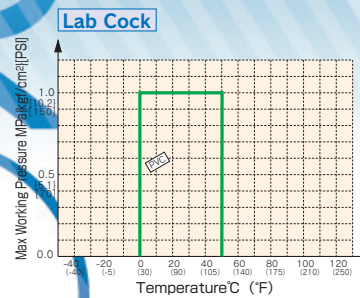 Lab Cock
Max Working Pressure MPa[kgf/cm2][PSI]
1.0
[10.2]
[150]
0.5
[5.1]
[70]
0.0
PVC
-40 -20 0 20 40 60 80 100 120
(-40) (-5) (30) (90) (105) (140) (175) (210) (250)
Temperature℃ (°F)